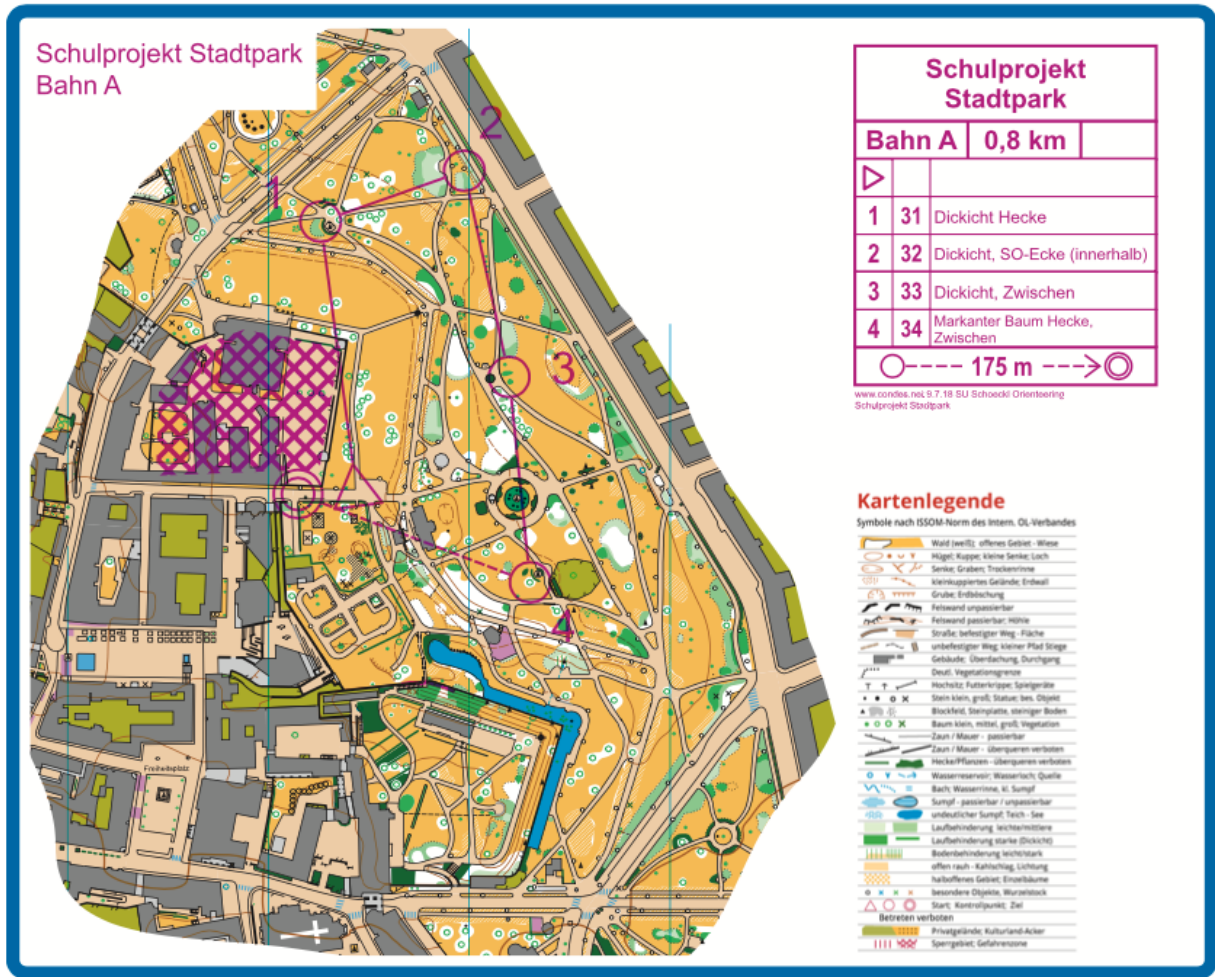 Schulprojekt Stadtpark
Bahn A
1
2
3
4
Freiheitsplatz
Schulprojekt
Stadtpark
Bahn A 0,8 km
1 31 Dickicht Hecke
2 32 Dickicht, SO-Ecke (innerhalb)
3 33 Dickicht, Zwischen
4 34 Markanter Baum Hecke,
Zwischen
175 m
www.condes.net 9.7.18 SU Schoeckl Orienteering
Schulprojekt Stadtpark
Kartenlegende
Symbole nach ISSOM-Norm des Intern. OL-Verbandes
Wald (weiß); offenes Gebiet - Wiese
Hügel; Kuppe; kleine Senke; Loch
Senke; Graben; Trockenrinne
kleinkuppiertes Gelände; Erdwall
Grube; Erdböschung
Felswand unpassierbar
Felswand passierbar; Höhle
Straße; befestigter Weg - Fläche
unbefestigter Weg; kleiner Pfad Stiege
Gebäude; Überdachung, Durchgang
Deutl. Vegetationsgrenze
Hochsitz; Futterkrippe; Spielgeräte
Stein klein, groß; Statue; bes. Objekt
Blockfeld, Steinplatte, steiniger Boden
Baum klein, mittel, groß; Vegetation
Zaun / Mauer - passierbar
Zaun / Mauer - überqueren verboten
Hecke/Pflanzen - überqueren verboten
Wasserreservoir; Wasserloch; Quelle
Bach; Wasserrinne, kl. Sumpf
Sumpf - passierbar / unpassierbar
undeutlicher Sumpf; Teich - See
Laufbehinderung leichte/mittlere
Laufbehinderung starke (Dickicht)
Bodenbehinderung leicht/stark
offen rauh - Kahlschlag, Lichtung
halboffenes Gebiet; Einzelbäume
besondere Objekte, Wurzelstock
Start; Kontrollpunkt; Ziel
Betreten verboten
Privatgelände; Kulturland-Acker
Sperrgebiet; Gefahrenzone